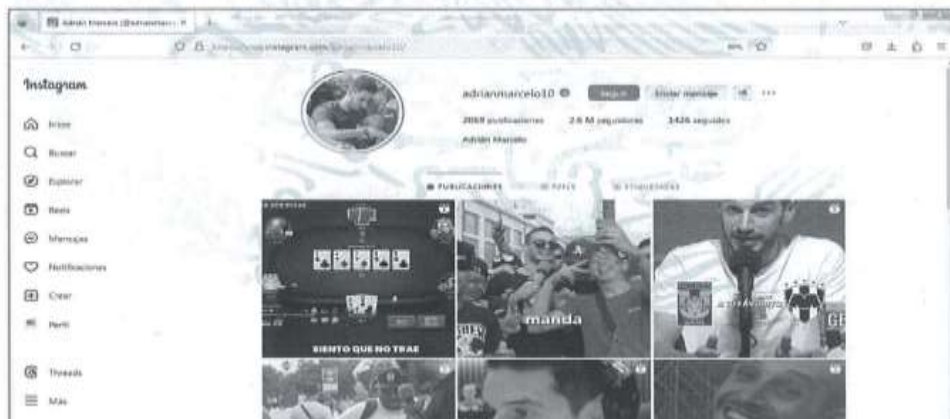 Instagram
adrianmarcelo10
Seguir
Enviar mensaje
2069 publicaciones
2.6 M seguidores
1426 seguidos
Adrián Marcelo
Inicio
Buscar
Explorar
Reels
Mensajes
Notificaciones
Crear
Perfil
Threads
Más
PUBLICACIONES
REELS
ETIQUETADAS
SIENTO QUE NO TRAE
manda